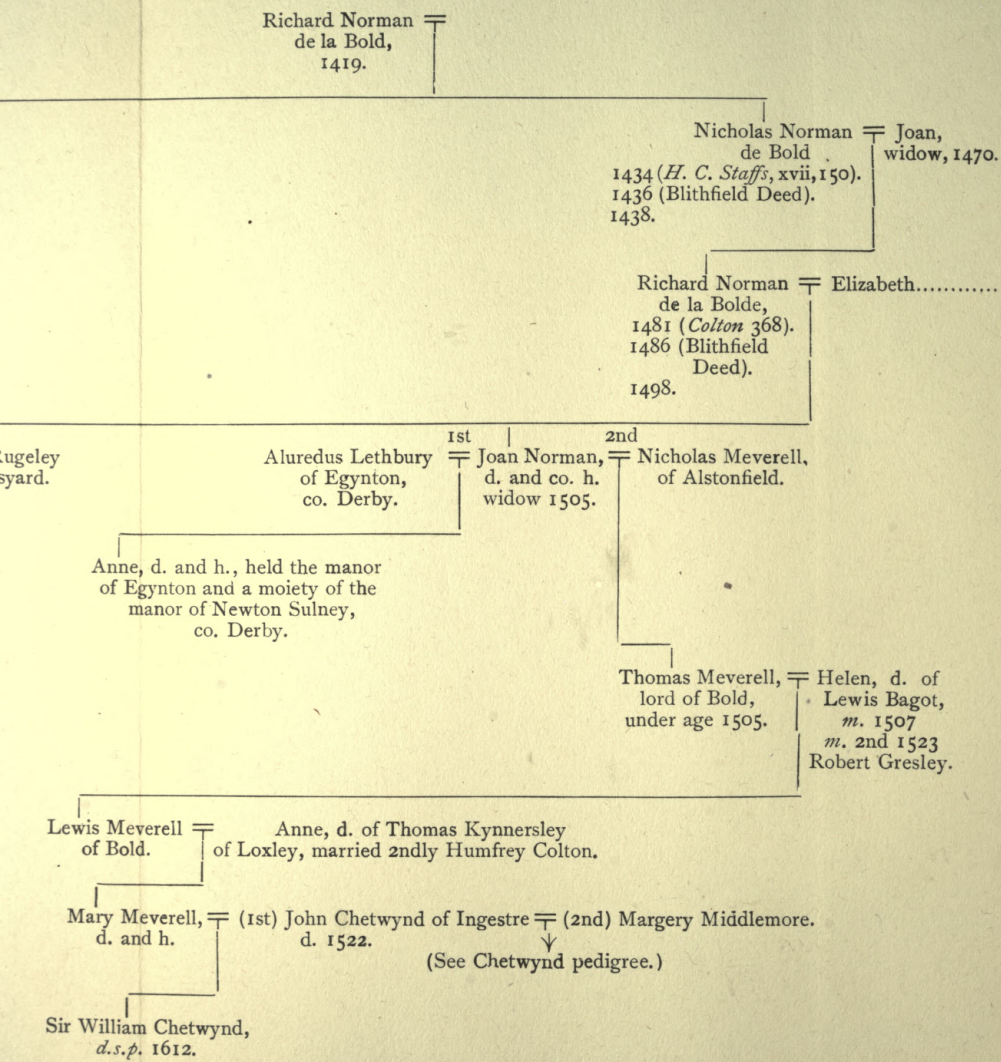 Richard Norman
de la Bold,
1419.
Nicholas Norman
de Bold
1434 (H. C. Staffs, xvii, 150).
1436 (Blithfield Deed).
1438.
Joan,
widow, 1470.
Richard Norman
de la Bolde,
1481 (Colton 368).
1486 (Blithfield
Deed).
1498.
Elizabeth............
ugeley
syard.
Aluredus Lethbury
of Egynton,
co. Derby.
1st
Joan Norman,
d. and co. h.
widow 1505.
2nd
Nicholas Meverell,
of Alstonfield.
Anne, d. and h., held the manor
of Egynton and a moiety of the
manor of Newton Sulney,
co. Derby.
Thomas Meverell,
lord of Bold,
under age 1505.
Helen, d. of
Lewis Bagot,
m. 1507
m. 2nd 1523
Robert Gresley.
Lewis Meverell
of Bold.
Anne, d. of Thomas Kynnersley
of Loxley, married 2ndly Humfrey Colton.
Mary Meverell,
d. and h.
(1st) John Chetwynd of Ingestre
d. 1522.
(2nd) Margery Middlemore.
(See Chetwynd pedigree.)
Sir William Chetwynd,
d.s.p. 1612.